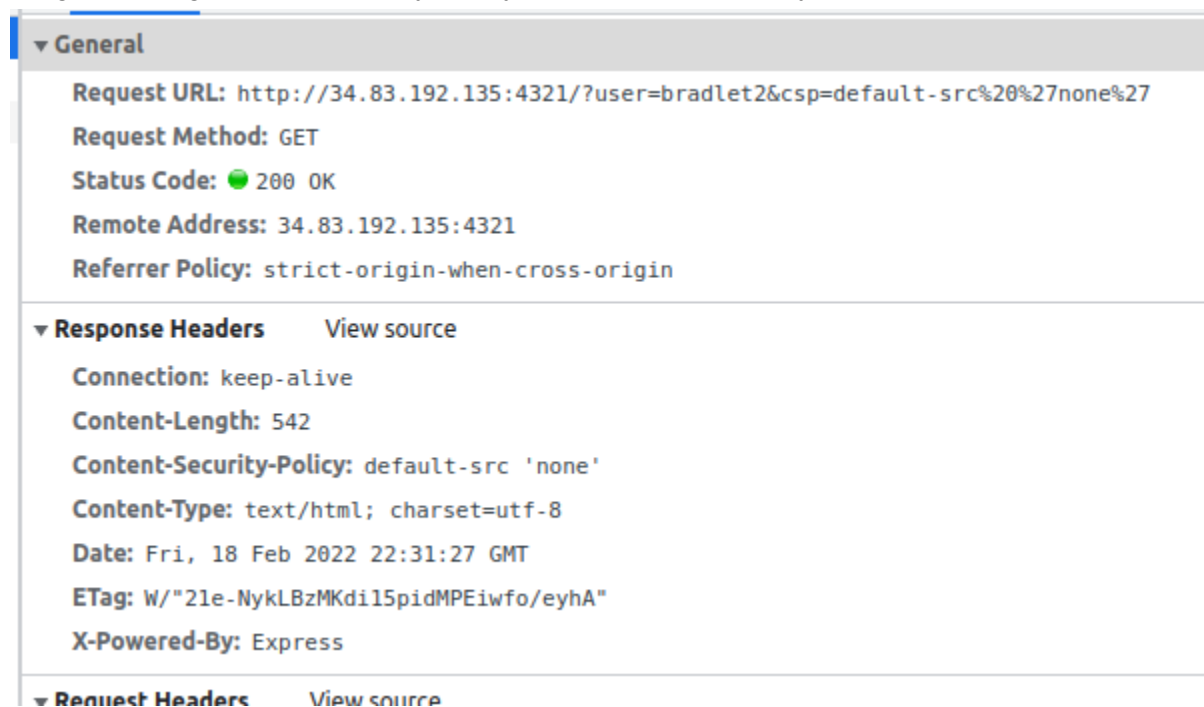 General
Request URL: http://34.83.192.135:4321/?user=bradlet2&csp=default-src%20%27none%27
Request Method: GET
Status Code: 200 OK
Remote Address: 34.83.192.135:4321
Referrer Policy: strict-origin-when-cross-origin
Response Headers View source
Connection: keep-alive
Content-Length: 542
Content-Security-Policy: default-src 'none'
Content-Type: text/html; charset=utf-8
Date: Fri, 18 Feb 2022 22:31:27 GMT
ETag: W/"21e-NykLBzMKdi15pidMPEiwfo/eyhA"
X-Powered-By: Express
Request Headers View source